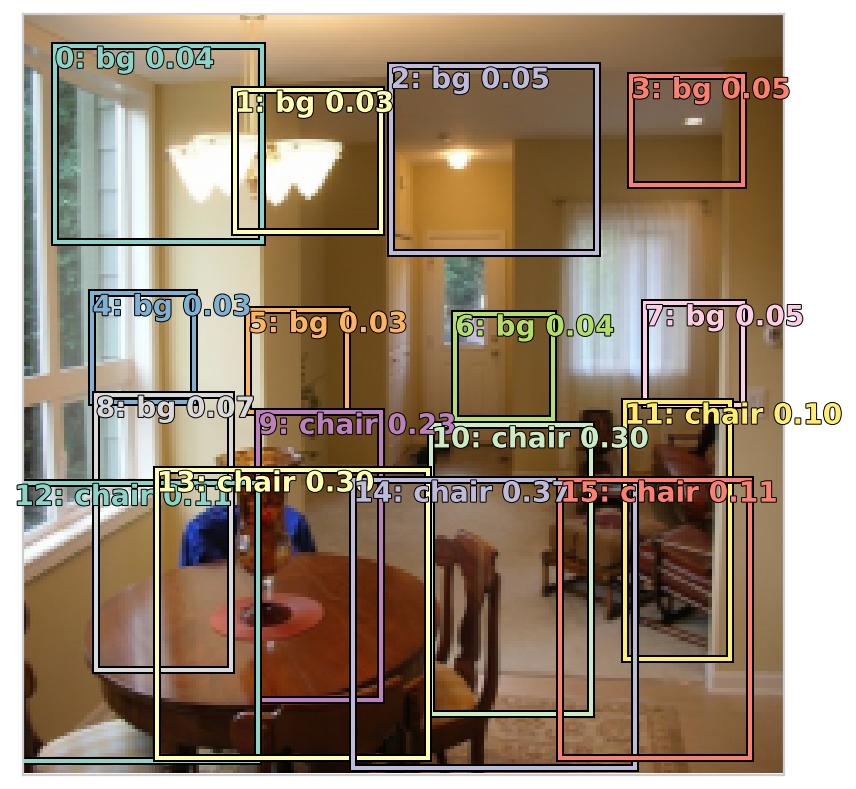 0: bg 0.04
1: bg 0.03
2: bg 0.05
3: bg 0.05
4: bg 0.03
5: bg 0.03
6: bg 0.04
7: bg 0.05
8: bg 0.07
9: chair 0.23
10: chair 0.30
11: chair 0.10
12: chair 0.11
13: chair 0.30
14: chair 0.37
15: chair 0.11